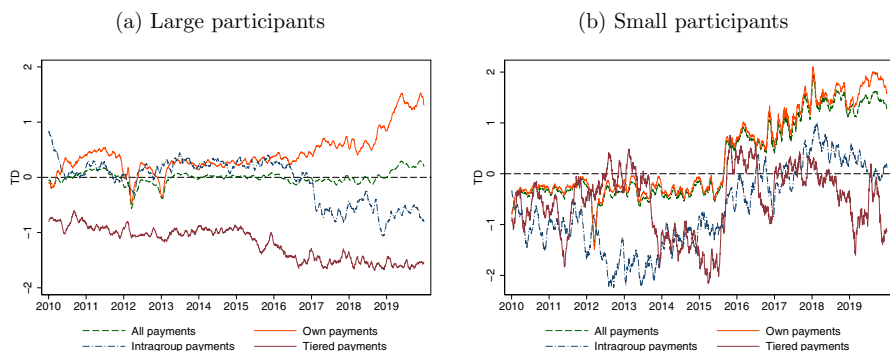 (a) Large participants
(b) Small participants
2
1
0
-1
-2
TD
2010 2011 2012 2013 2014 2015 2016 2017 2018 2019
All payments
Own payments
Intragroup payments
Tiered payments
2
1
0
-1
-2
TD
2010 2011 2012 2013 2014 2015 2016 2017 2018 2019
All payments
Own payments
Intragroup payments
Tiered payments